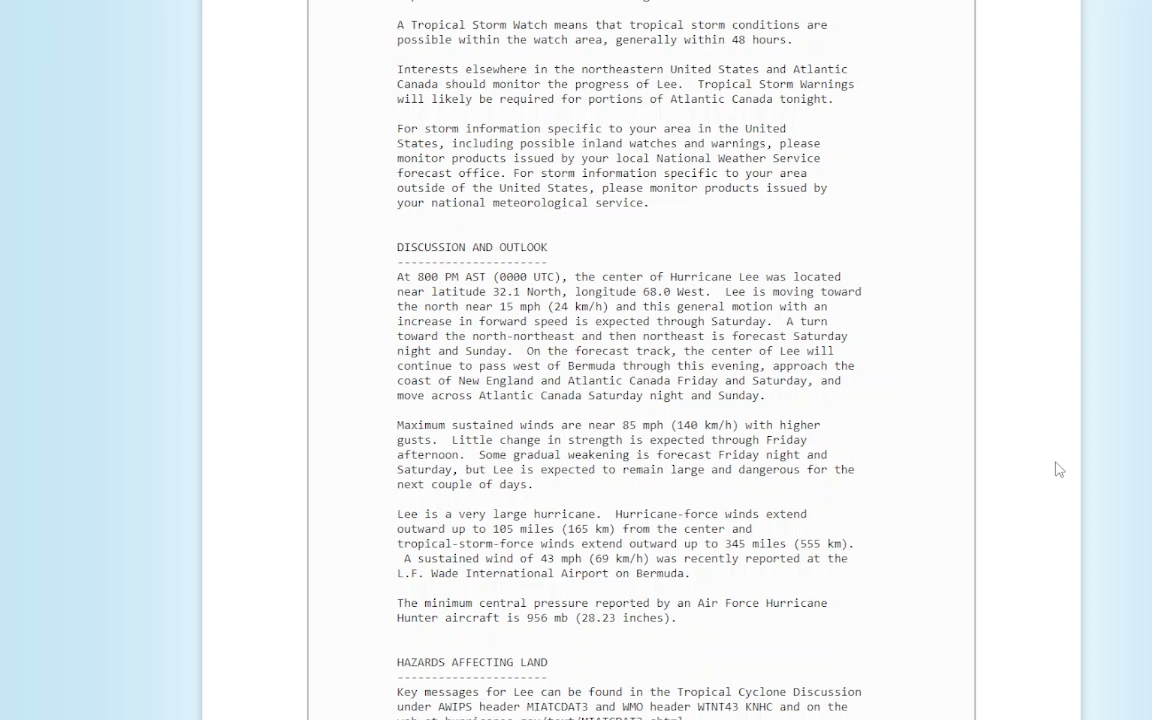 A Tropical Storm Watch means that tropical storm conditions are
possible within the watch area, generally within 48 hours.
Interests elsewhere in the northeastern United States and Atlantic
Canada should monitor the progress of Lee.  Tropical Storm Warnings
will likely be required for portions of Atlantic Canada tonight.
For storm information specific to your area in the United
States, including possible inland watches and warnings, please
monitor products issued by your local National Weather Service
forecast office. For storm information specific to your area
outside of the United States, please monitor products issued by
your national meteorological service.
DISCUSSION AND OUTLOOK
----------------------
At 800 PM AST (0000 UTC), the center of Hurricane Lee was located
near latitude 32.1 North, longitude 68.0 West.  Lee is moving toward
the north near 15 mph (24 km/h) and this general motion with an
increase in forward speed is expected through Saturday.  A turn
toward the north-northeast and then northeast is forecast Saturday
night and Sunday.  On the forecast track, the center of Lee will
continue to pass west of Bermuda through this evening, approach the
coast of New England and Atlantic Canada Friday and Saturday, and
move across Atlantic Canada Saturday night and Sunday.
Maximum sustained winds are near 85 mph (140 km/h) with higher
gusts.  Little change in strength is expected through Friday
afternoon.  Some gradual weakening is forecast Friday night and
Saturday, but Lee is expected to remain large and dangerous for the
next couple of days.
Lee is a very large hurricane.  Hurricane-force winds extend
outward up to 105 miles (165 km) from the center and
tropical-storm-force winds extend outward up to 345 miles (555 km).
A sustained wind of 43 mph (69 km/h) was recently reported at the
L.F. Wade International Airport on Bermuda.
The minimum central pressure reported by an Air Force Hurricane
Hunter aircraft is 956 mb (28.23 inches).
HAZARDS AFFECTING LAND
----------------------
Key messages for Lee can be found in the Tropical Cyclone Discussion
under AWIPS header MIATCDAT3 and WMO header WTNT43 KNHC and on the